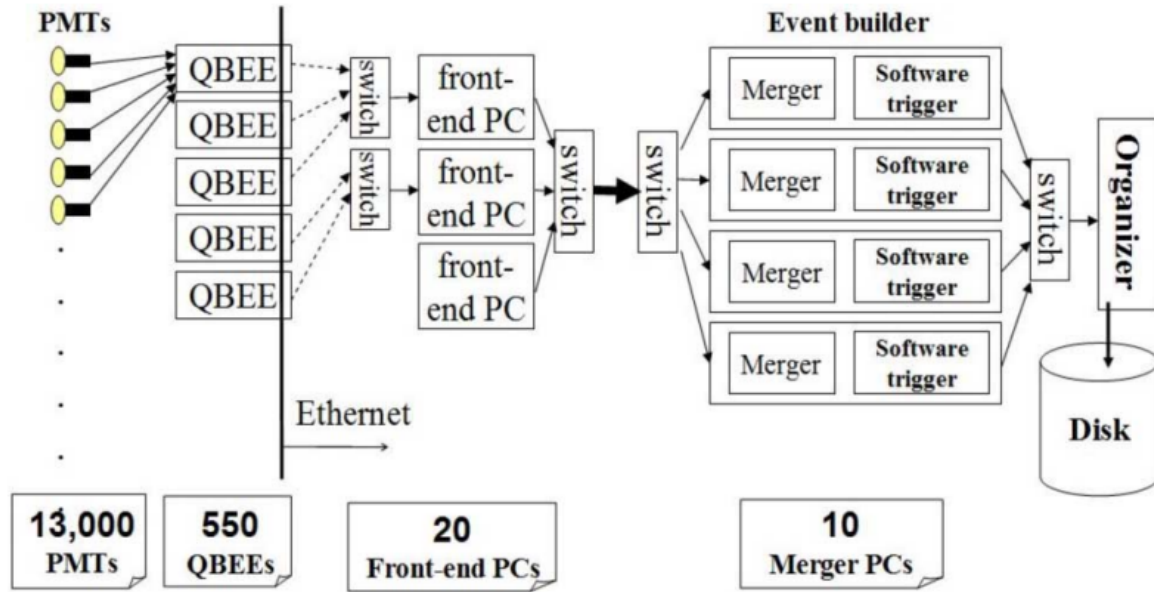 PMTs
Event builder
QBEE
QBEE
QBEE
QBEE
QBEE
switch
switch
front-
end PC
front-
end PC
front-
end PC
switch
switch
Merger
Software
trigger
Merger
Software
trigger
Merger
Software
trigger
Merger
Software
trigger
switch
Organizer
Disk
Ethernet
13,000
PMTs
550
QBEEs
20
Front-end PCs
10
Merger PCs